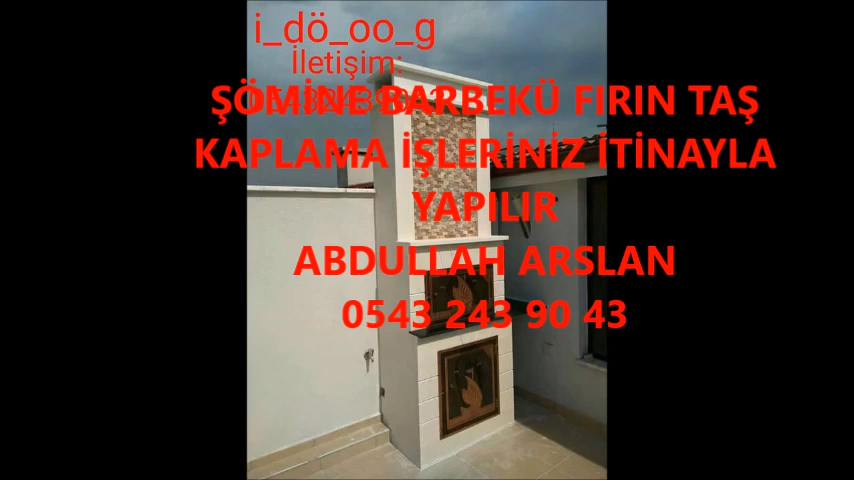 i_dö_oo_g
İletişim:
ŞÖMİNE BARBEKÜ FIRIN TAŞ
KAPLAMA İŞLERİNİZ İTİNAYLA
YAPILIR
ABDULLAH ARSLAN
0543 243 90 43